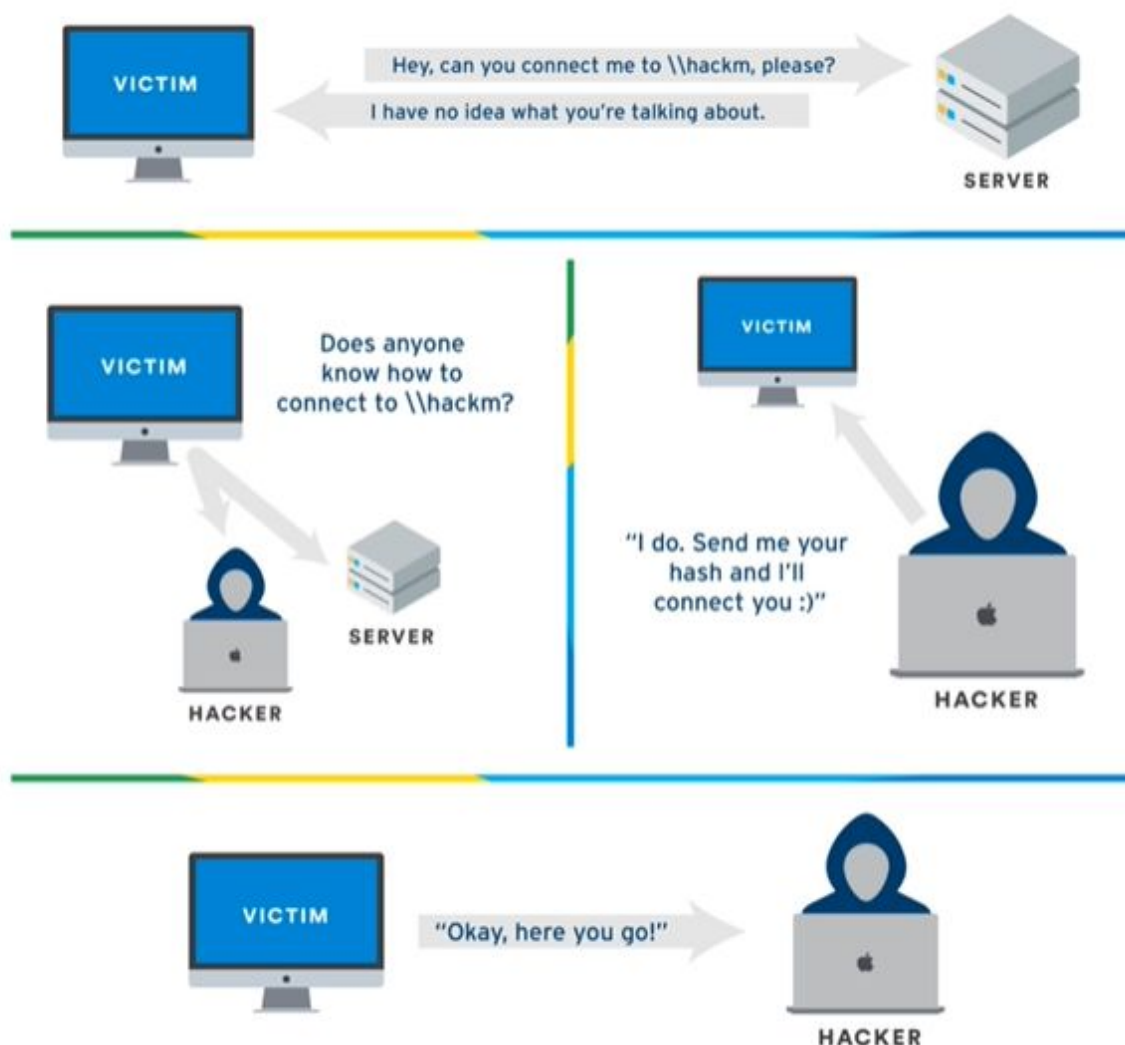 VICTIM
Hey, can you connect me to \\hackm, please?
I have no idea what you're talking about.
SERVER
VICTIM
Does anyone
know how to
connect to \\hackm?
SERVER
HACKER
VICTIM
"I do. Send me your
hash and I'll
connect you :)"
HACKER
VICTIM
"Okay, here you go!"
HACKER